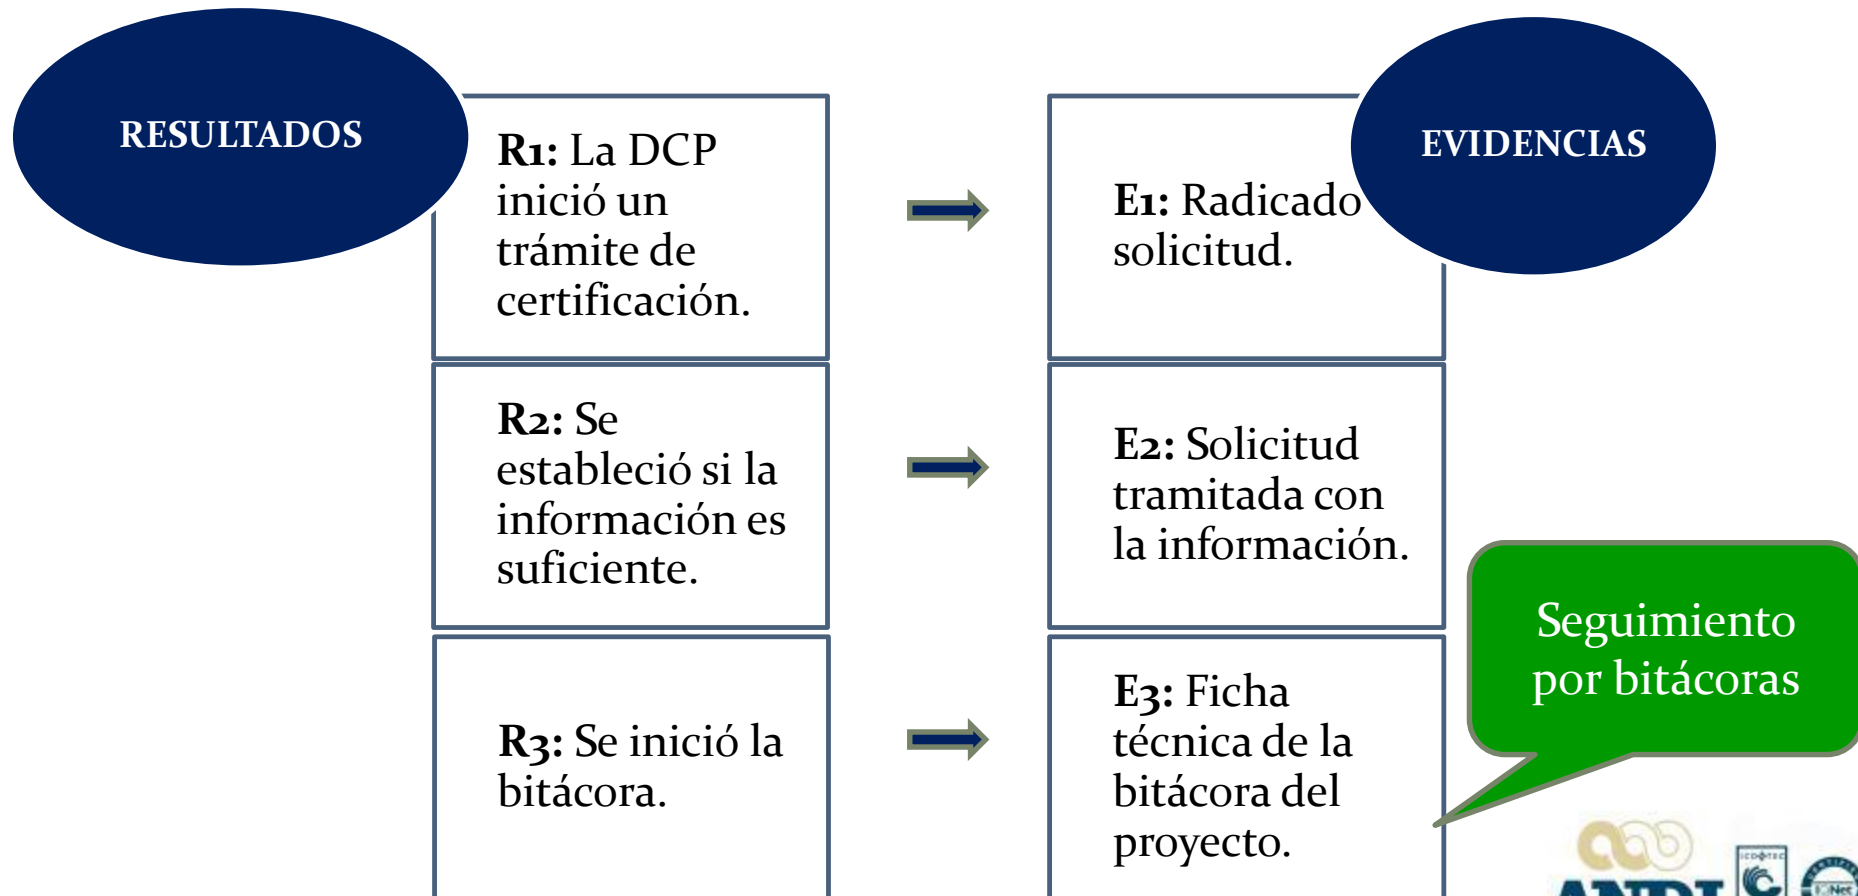 RESULTADOS
R1: La DCP
inició un
trámite de
certificación.
EVIDENCIAS
E1: Radicado
solicitud.
R2: Se
estableció si la
información es
suficiente.
E2: Solicitud
tramitada con
la información.
R3: Se inició la
bitácora.
E3: Ficha
técnica de la
bitácora del
proyecto.
Seguimiento
por bitácoras
ANDI
IQNet